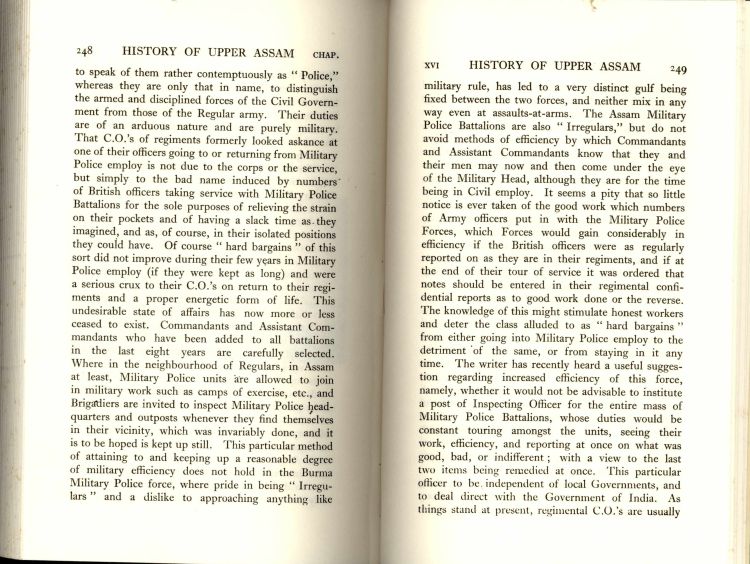 248 HISTORY OF UPPER ASSAM CHAP.
to speak of them rather contemptuously as “ Police,”
whereas they are only that in name, to distinguish
the armed and disciplined forces of the Civil Govern-
ment from those of the Regular army. Their duties
are of an arduous nature and are purely military.
That C.O.’s of regiments formerly looked askance at
one of their officers going to or returning from Military
Police employ is not due to the corps or the service,
but simply to the bad name induced by numbers
of British officers taking service with Military Police
Battalions for the sole purposes of relieving the strain
on their pockets and of having a slack time as they
imagined, and as, of course, in their isolated positions
they could have. Of course “ hard bargains ” of this
sort did not improve during their few years in Military
Police employ (if they were kept as long) and were
a serious crux to their C.O.’s on return to their regi-
ments and a proper energetic form of life. This
undesirable state of affairs has now more or less
ceased to exist. Commandants and Assistant Com-
mandants who have been added to all battalions
in the last eight years are carefully selected.
Where in the neighbourhood of Regulars, in Assam
at least, Military Police units are allowed to join
in military work such as camps of exercise, etc., and
Brigadiers are invited to inspect Military Police head-
quarters and outposts whenever they find themselves
in their vicinity, which was invariably done, and it
is to be hoped is kept up still. This particular method
of attaining to and keeping up a reasonable degree
of military efficiency does not hold in the Burma
Military Police force, where pride in being “ Irregu-
lars ” and a dislike to approaching anything like
XVI HISTORY OF UPPER ASSAM 249
military rule, has led to a very distinct gulf being
fixed between the two forces, and neither mix in any
way even at assaults-at-arms. The Assam Military
Police Battalions are also “ Irregulars,” but do not
avoid methods of efficiency by which Commandants
and Assistant Commandants know that they and
their men may now and then come under the eye
of the Military Head, although they are for the time
being in Civil employ. It seems a pity that so little
notice is ever taken of the good work which numbers
of Army officers put in with the Military Police
Forces, which Forces would gain considerably in
efficiency if the British officers were as regularly
reported on as they are in their regiments, and if at
the end of their tour of service it was ordered that
notes should be entered in their regimental confi-
dential reports as to good work done or the reverse.
The knowledge of this might stimulate honest workers
and deter the class alluded to as “ hard bargains ”
from either going into Military Police employ to the
detriment of the same, or from staying in it any
time. The writer has recently heard a useful sugges-
tion regarding increased efficiency of this force,
namely, whether it would not be advisable to institute
a post of Inspecting Officer for the entire mass of
Military Police Battalions, whose duties would be
constant touring amongst the units, seeing their
work, efficiency, and reporting at once on what was
good, bad, or indifferent ; with a view to the last
two items being remedied at once. This particular
officer to be independent of local Governments, and
to deal direct with the Government of India. As
things stand at present, regimental C.O.’s are usually